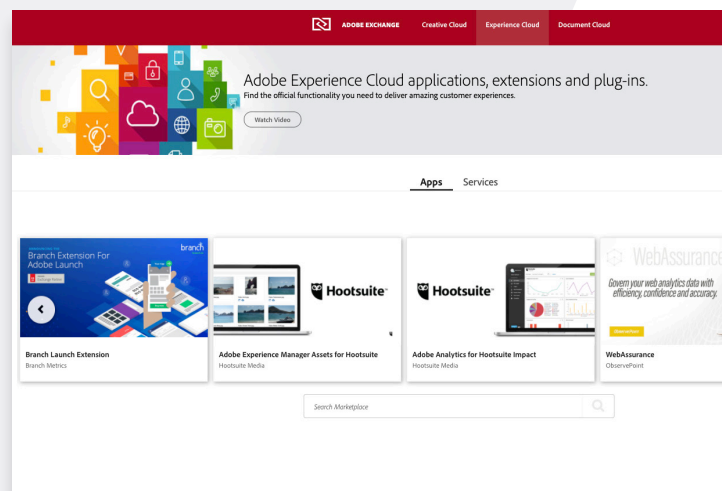 ADOBE EXCHANGE Creative Cloud Experience Cloud Document Cloud
Adobe Experience Cloud applications, extensions and plug-ins.
Find the official functionality you need to deliver amazing customer experiences.
Watch Video
Apps Services
Branch Extension For
Adobe Launch
branch
Hootsuite
Hootsuite
WebAssurance
Govern your web analytics data with
efficiency, confidence and accuracy.
Branch Launch Extension
Branch Metrics
Adobe Experience Manager Assets for Hootsuite
Hootsuite Media
Adobe Analytics for Hootsuite Impact
Hootsuite Media
WebAssurance
ObservePoint
Search Marketplace